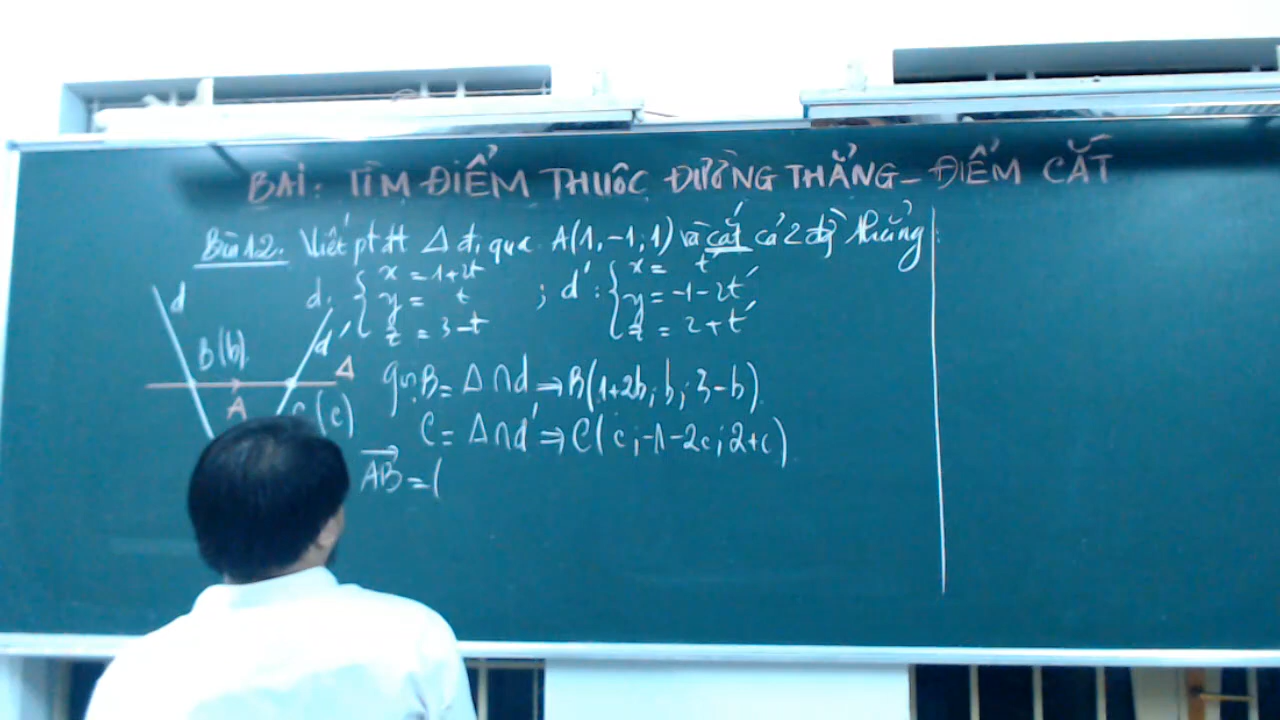 BÀI: TÌM ĐIỂM THUỘC ĐƯỜNG THẲNG - ĐIỂM CẮT
Bài 12. Viết pt đt Δ đi qua A(1,-1,1) và cắt cả 2 đg thẳng:
d: { x = 1+2t ; d': { x = t'
y = t y = -1-2t'
z = 3-t z = 2+t'
d
d'
B(b)
Δ
A
C(c)
gọi B = Δ∩d ⇒ B(1+2b; b; 3-b)
C = Δ∩d' ⇒ C(c; -1-2c; 2+c)
AB = (